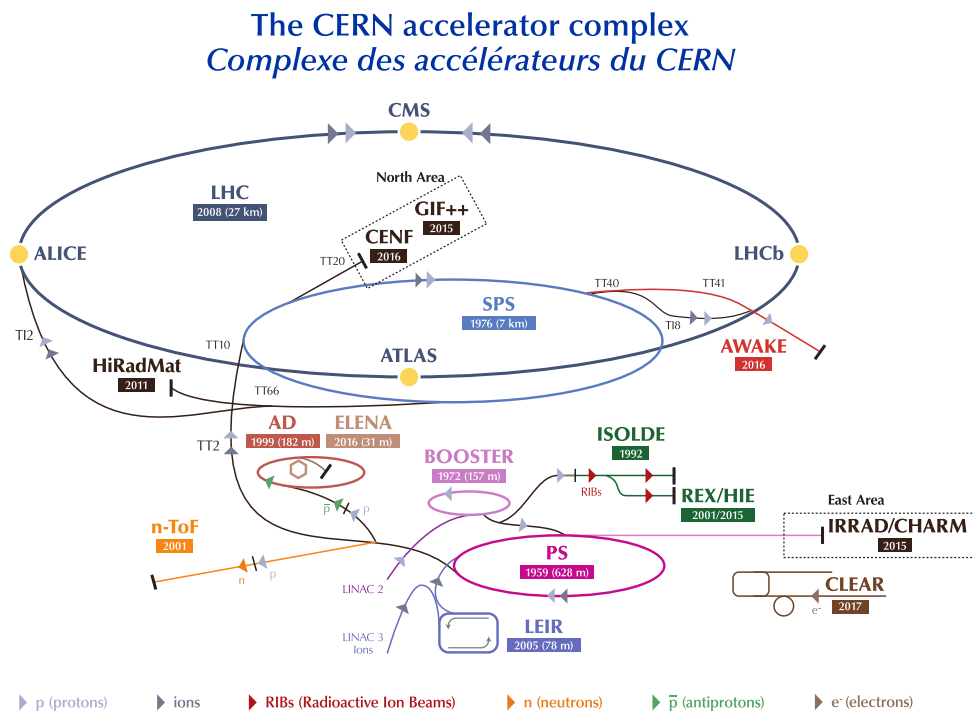 The CERN accelerator complex
Complexe des accélérateurs du CERN
CMS
North Area
LHC
2008 (27 km)
GIF++
2015
CENF
2016
ALICE
LHCb
TT20
TT40
TT41
SPS
1976 (7 km)
TI8
TI2
TT10
ATLAS
AWAKE
2016
HiRadMat
2011
TT66
AD
1999 (182 m)
ELENA
2016 (31 m)
TT2
BOOSTER
1972 (157 m)
ISOLDE
1992
RIBs
REX/HIE
2001/2015
East Area
p̅
p
n-ToF
2001
IRRAD/CHARM
2015
PS
1959 (628 m)
n
p
LINAC 2
CLEAR
2017
e-
LEIR
2005 (78 m)
LINAC 3
Ions
p (protons)
ions
RIBs (Radioactive Ion Beams)
n (neutrons)
p̅ (antiprotons)
e- (electrons)